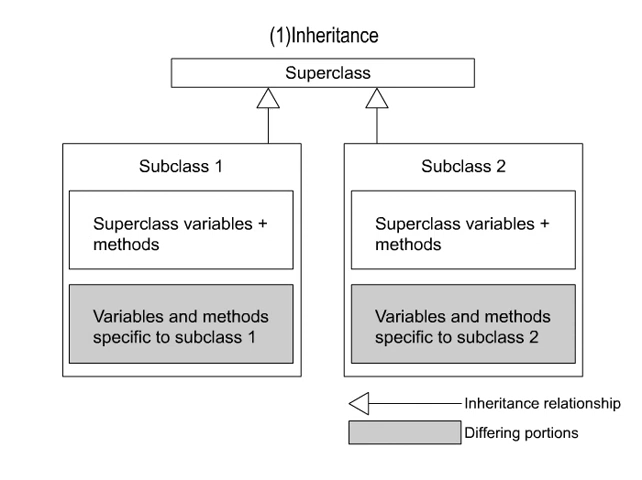 (1)Inheritance
Superclass
Subclass 1
Superclass variables +
methods
Variables and methods
specific to subclass 1
Subclass 2
Superclass variables +
methods
Variables and methods
specific to subclass 2
Inheritance relationship
Differing portions